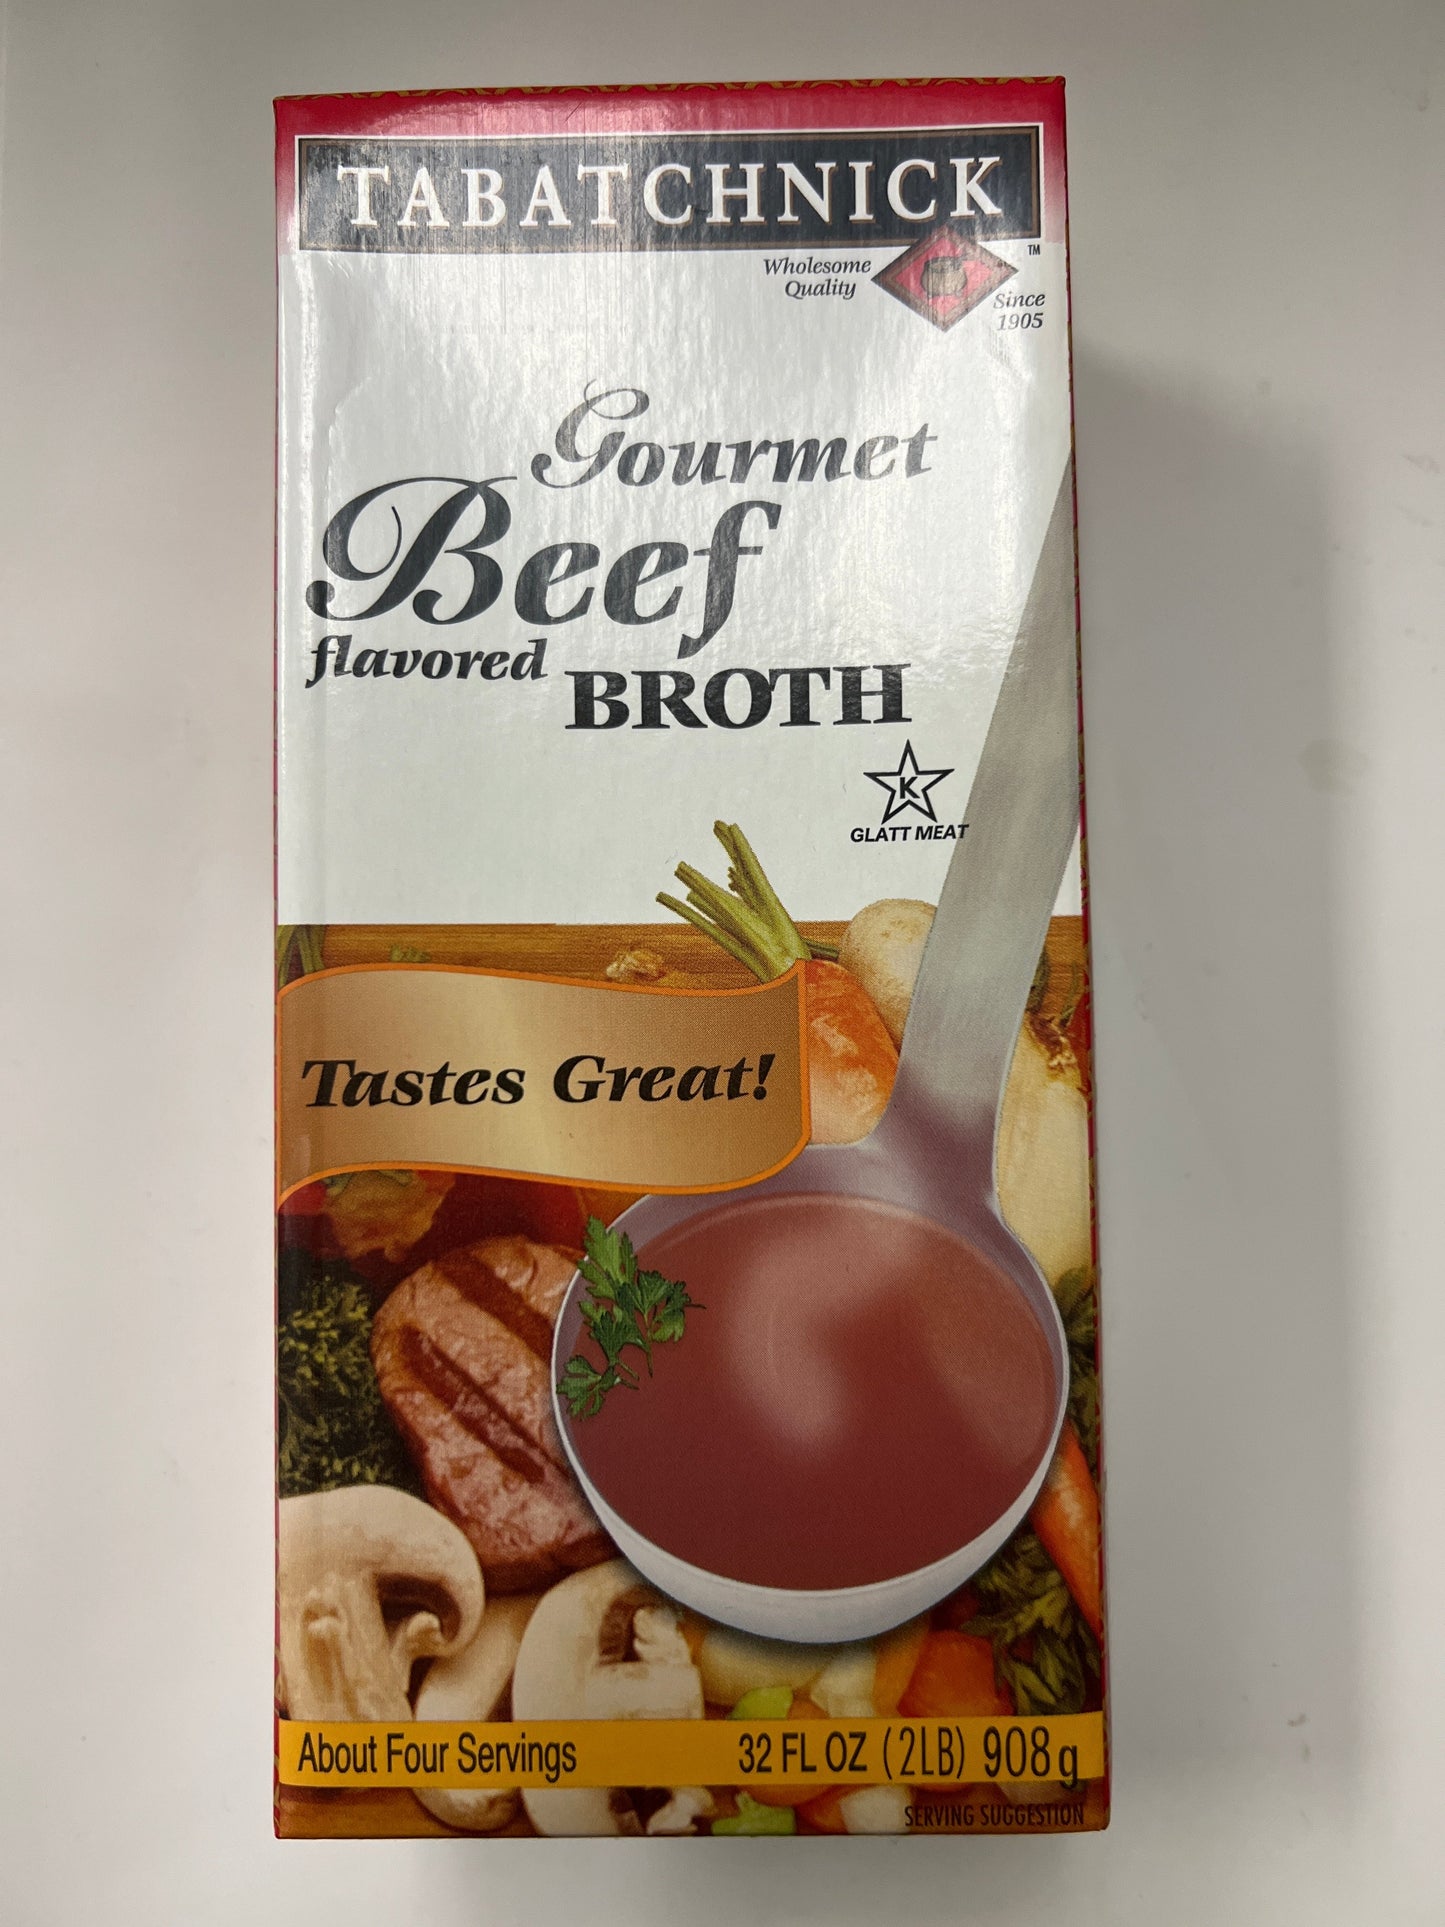 TABATCHNICK
TM
Wholesome
Quality
Since
1905
Gourmet
Beef
flavored BROTH
K
GLATT MEAT
Tastes Great!
About Four Servings 32 FL OZ (2LB) 908g
SERVING SUGGESTION